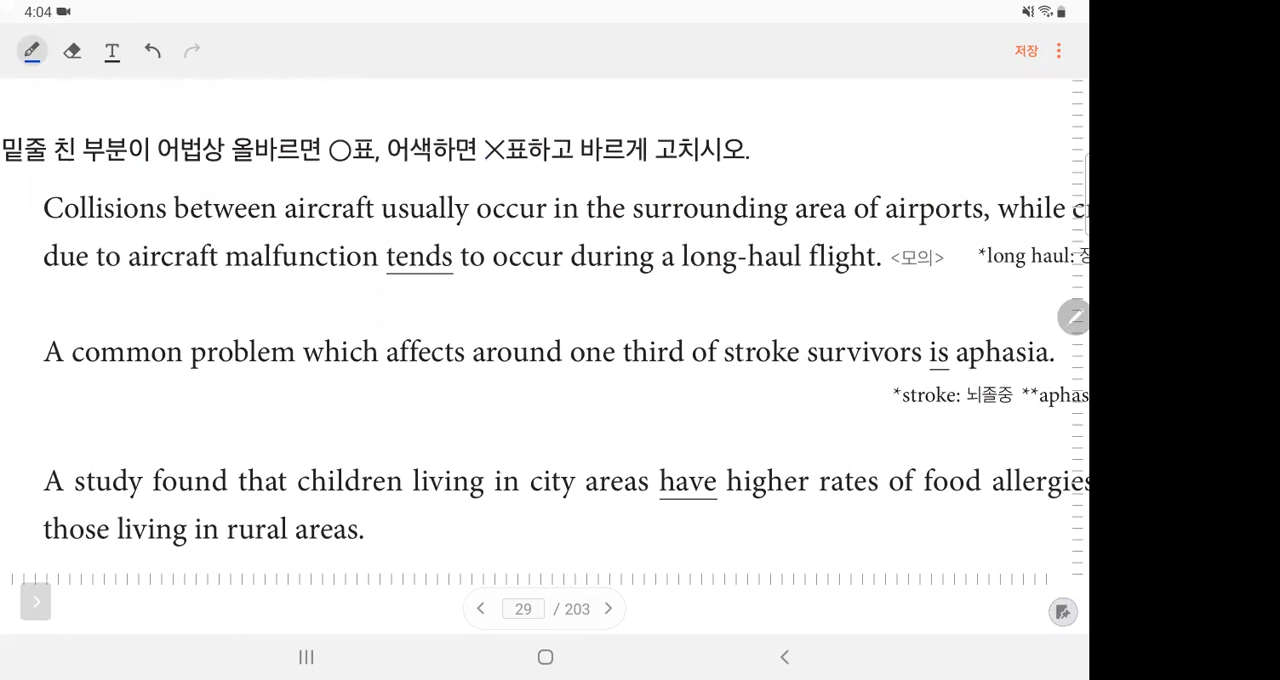 4:04
저장
밑줄 친 부분이 어법상 올바르면 ○표, 어색하면 ×표하고 바르게 고치시오.
Collisions between aircraft usually occur in the surrounding area of airports, while
due to aircraft malfunction tends to occur during a long-haul flight. <모의> *long haul:
A common problem which affects around one third of stroke survivors is aphasia.
*stroke: 뇌졸중 **aphas
A study found that children living in city areas have higher rates of food allergies
those living in rural areas.
29 / 203